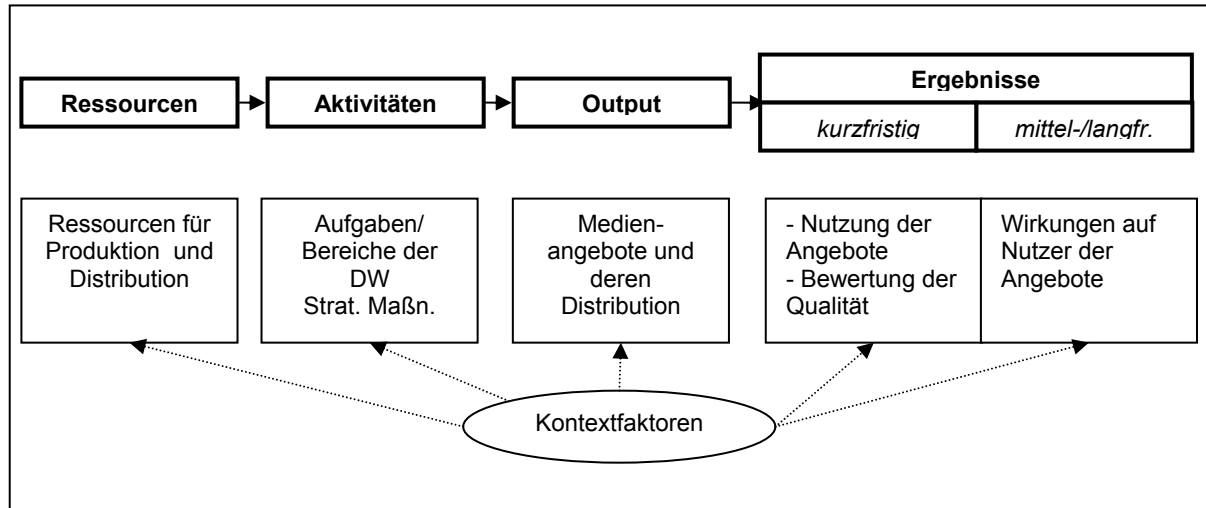 Ressourcen
Aktivitäten
Output
Ergebnisse
kurzfristig
mittel-/langfr.
Ressourcen für
Produktion und
Distribution
Aufgaben/
Bereiche der
DW
Strat. Maßn.
Medien-
angebote und
deren
Distribution
- Nutzung der
Angebote
- Bewertung der
Qualität
Wirkungen auf
Nutzer der
Angebote
Kontextfaktoren